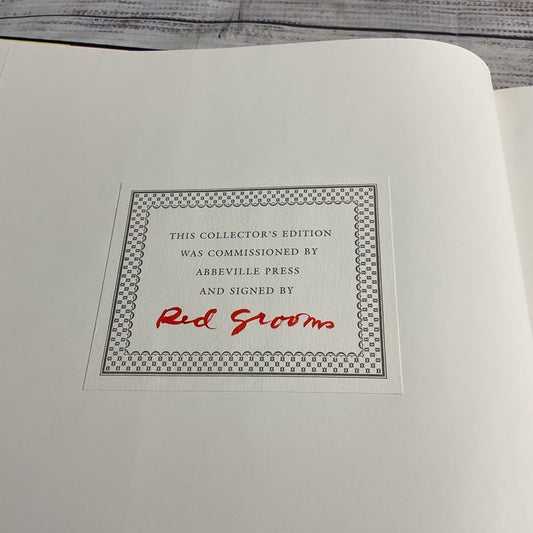 THIS COLLECTOR'S EDITION
WAS COMMISSIONED BY
ABBEVILLE PRESS
AND SIGNED BY
Red Grooms